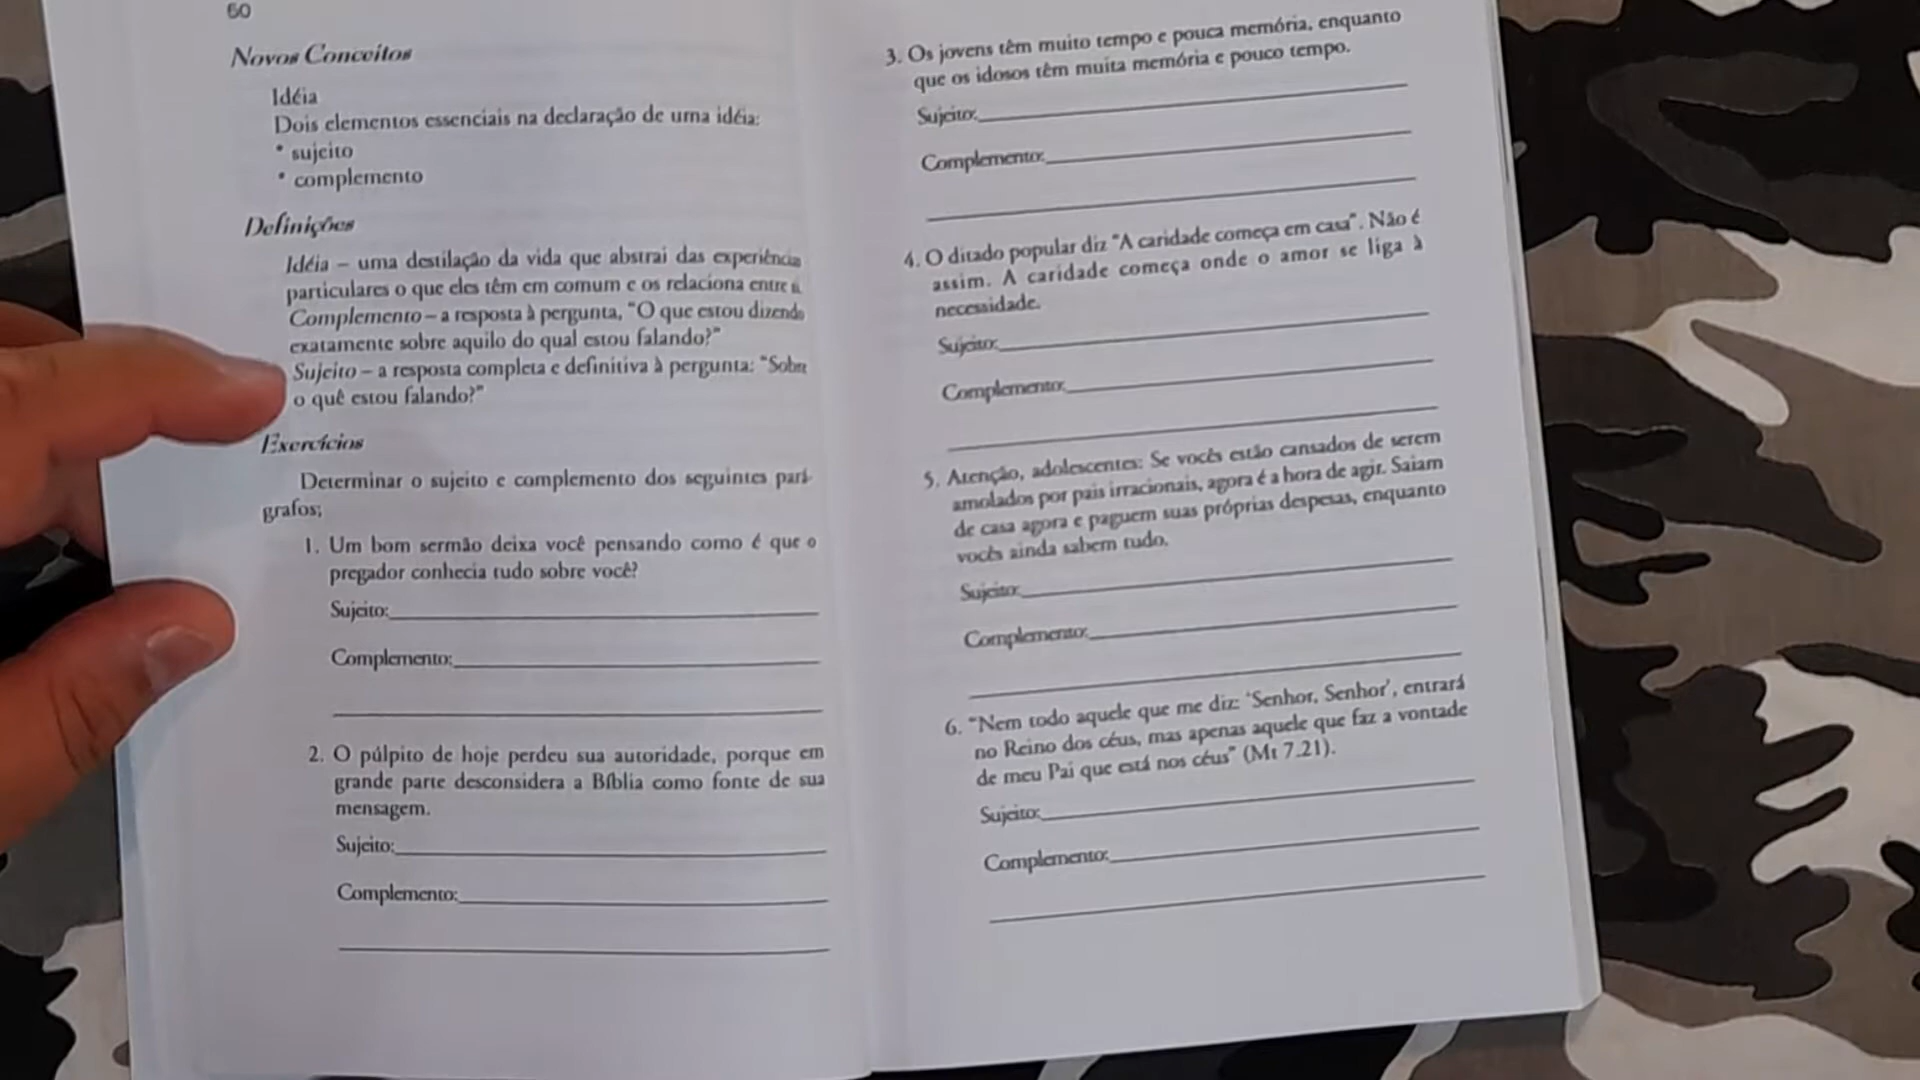 60
Novos Conceitos
Idéia
Dois elementos essenciais na declaração de uma idéia:
* sujeito
* complemento
Definições
Idéia – uma destilação da vida que abstrai das experiência
particulares o que eles têm em comum e os relaciona entre
Complemento – a resposta à pergunta, "O que estou dizendo
exatamente sobre aquilo do qual estou falando?"
Sujeito – a resposta completa e definitiva à pergunta: "Sobre
o quê estou falando?"
Exercícios
Determinar o sujeito e complemento dos seguintes pará-
grafos;
1. Um bom sermão deixa você pensando como é que o
pregador conhecia tudo sobre você?
Sujeito:
Complemento:
2. O púlpito de hoje perdeu sua autoridade, porque em
grande parte desconsidera a Bíblia como fonte de sua
mensagem.
Sujeito:
Complemento:
3. Os jovens têm muito tempo e pouca memória, enquanto
que os idosos têm muita memória e pouco tempo.
Sujeito:
Complemento:
4. O ditado popular diz "A caridade começa em casa". Não é
assim. A caridade começa onde o amor se liga à
necessidade.
Sujeito:
Complemento:
5. Atenção, adolescentes: Se vocês estão cansados de serem
amolados por pais irracionais, agora é a hora de agir. Saiam
de casa agora e paguem suas próprias despesas, enquanto
vocês ainda sabem tudo.
Sujeito:
Complemento:
6. "Nem todo aquele que me diz: 'Senhor, Senhor', entrará
no Reino dos céus, mas apenas aquele que faz a vontade
de meu Pai que está nos céus" (Mt 7.21).
Sujeito:
Complemento: